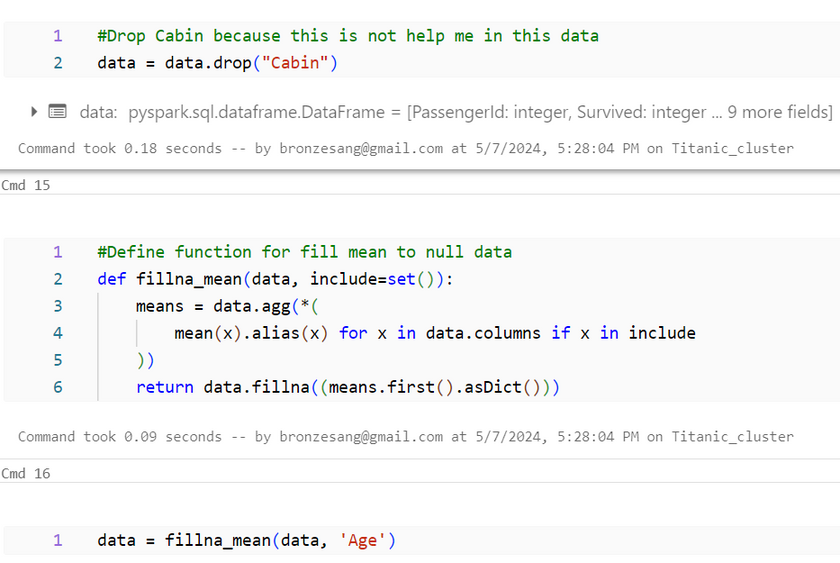 1 #Drop Cabin because this is not help me in this data
2 data = data.drop("Cabin")
data: pyspark.sql.dataframe.DataFrame = [PassengerId: integer, Survived: integer ... 9 more fields]
Command took 0.18 seconds -- by bronzesang@gmail.com at 5/7/2024, 5:28:04 PM on Titanic_cluster
Cmd 15
1 #Define function for fill mean to null data
2 def fillna_mean(data, include=set()):
3     means = data.agg(*(
4         mean(x).alias(x) for x in data.columns if x in include
5     ))
6     return data.fillna((means.first().asDict()))
Command took 0.09 seconds -- by bronzesang@gmail.com at 5/7/2024, 5:28:04 PM on Titanic_cluster
Cmd 16
1 data = fillna_mean(data, 'Age')